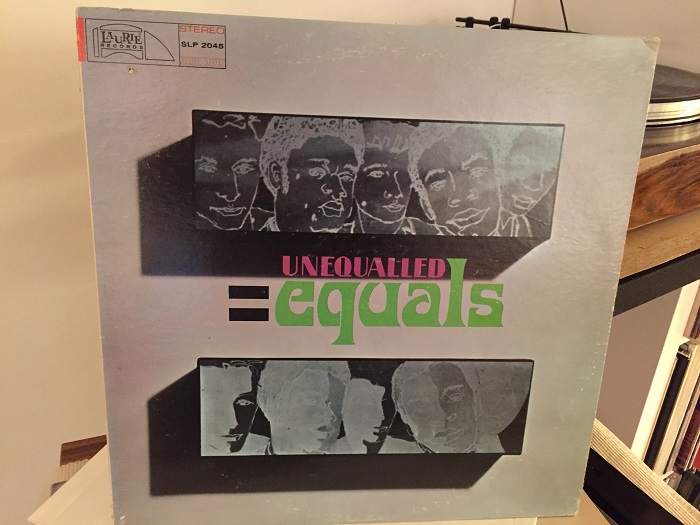 LAURIE
RECORDS
STEREO
SLP 2045
UNEQUALLED
=equals